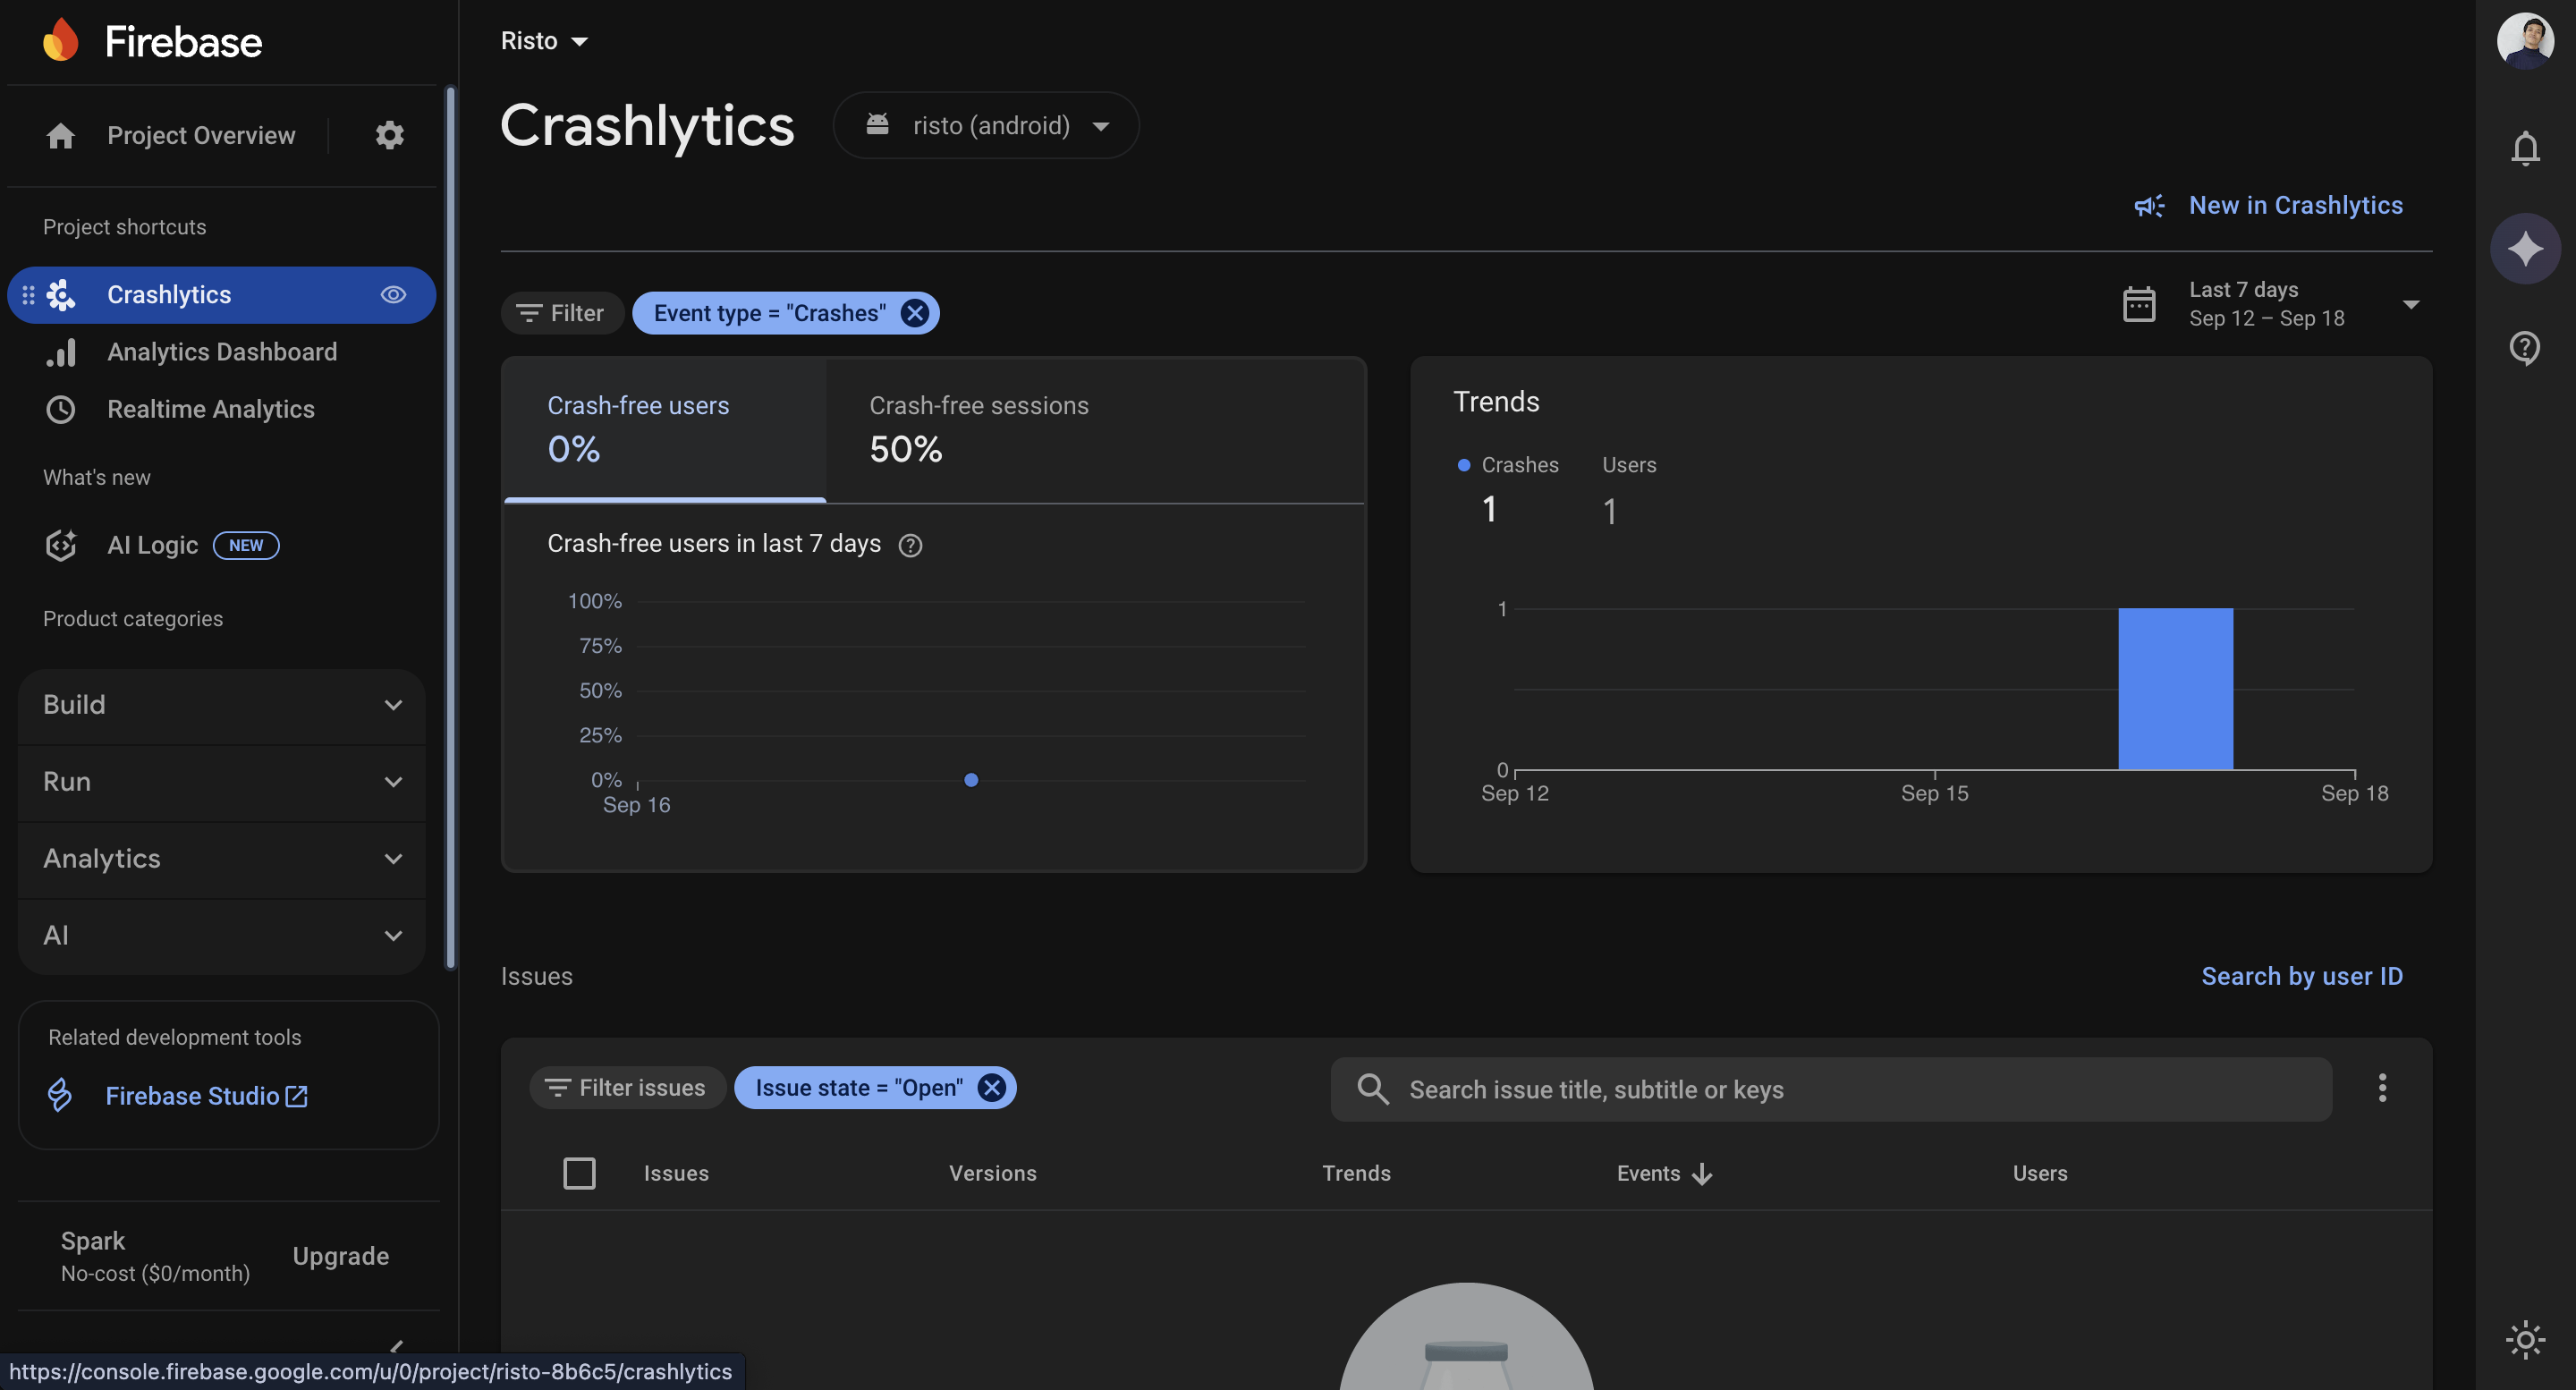 Firebase
Project Overview
Project shortcuts
Crashlytics
Analytics Dashboard
Realtime Analytics
What's new
AI Logic NEW
Product categories
Build
Run
Analytics
AI
Related development tools
Firebase Studio
Spark
No-cost ($0/month)
Upgrade
https://console.firebase.google.com/u/0/project/risto-8b6c5/crashlytics
Risto
Crashlytics
risto (android)
New in Crashlytics
Filter
Event type = "Crashes"
Last 7 days
Sep 12 – Sep 18
Crash-free users
0%
Crash-free sessions
50%
Crash-free users in last 7 days
100%
75%
50%
25%
0%
Sep 16
Trends
Crashes Users
1 1
1
0
Sep 12 Sep 15 Sep 18
Issues
Search by user ID
Filter issues
Issue state = "Open"
Search issue title, subtitle or keys
Issues Versions Trends Events Users